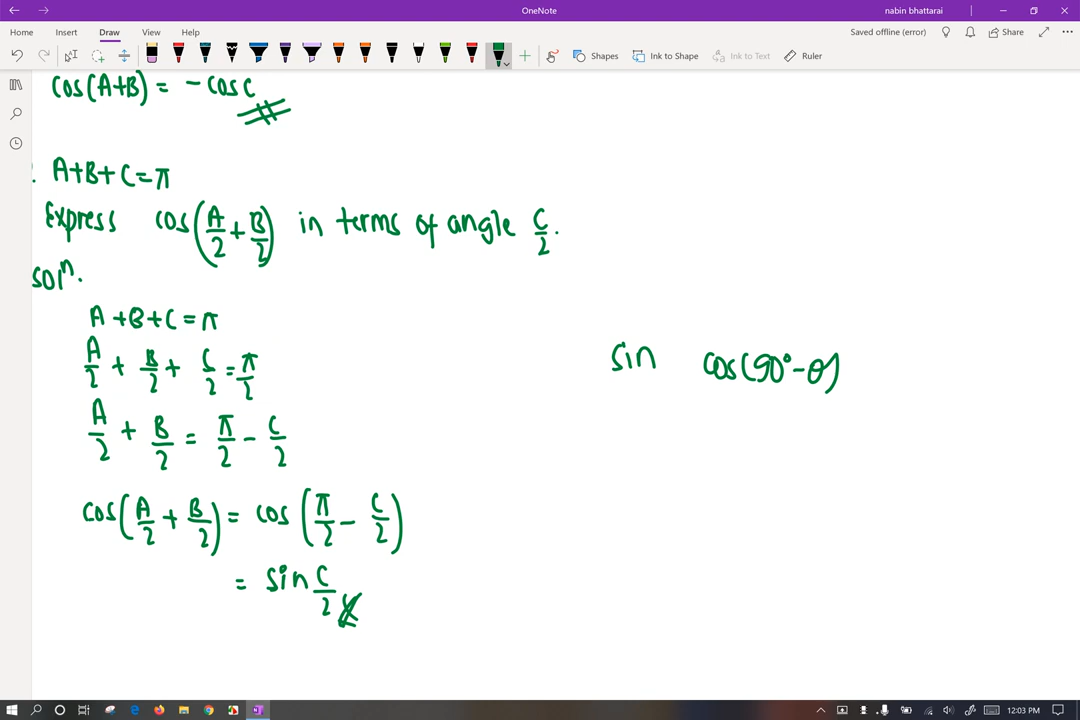 OneNote
nabin bhattarai
Home Insert Draw View Help
Saved offline (error) Share
Shapes Ink to Shape Ink to Text Ruler
cos(A+B) = -cosC
. A+B+C=π
Express cos(A/2 + B/2) in terms of angle C/2.
solⁿ.
A+B+C=π
A/2 + B/2 + C/2 = π/2
sin cos(90°-θ)
A/2 + B/2 = π/2 - C/2
cos(A/2 + B/2) = cos(π/2 - C/2)
= sin C/2
12:03 PM